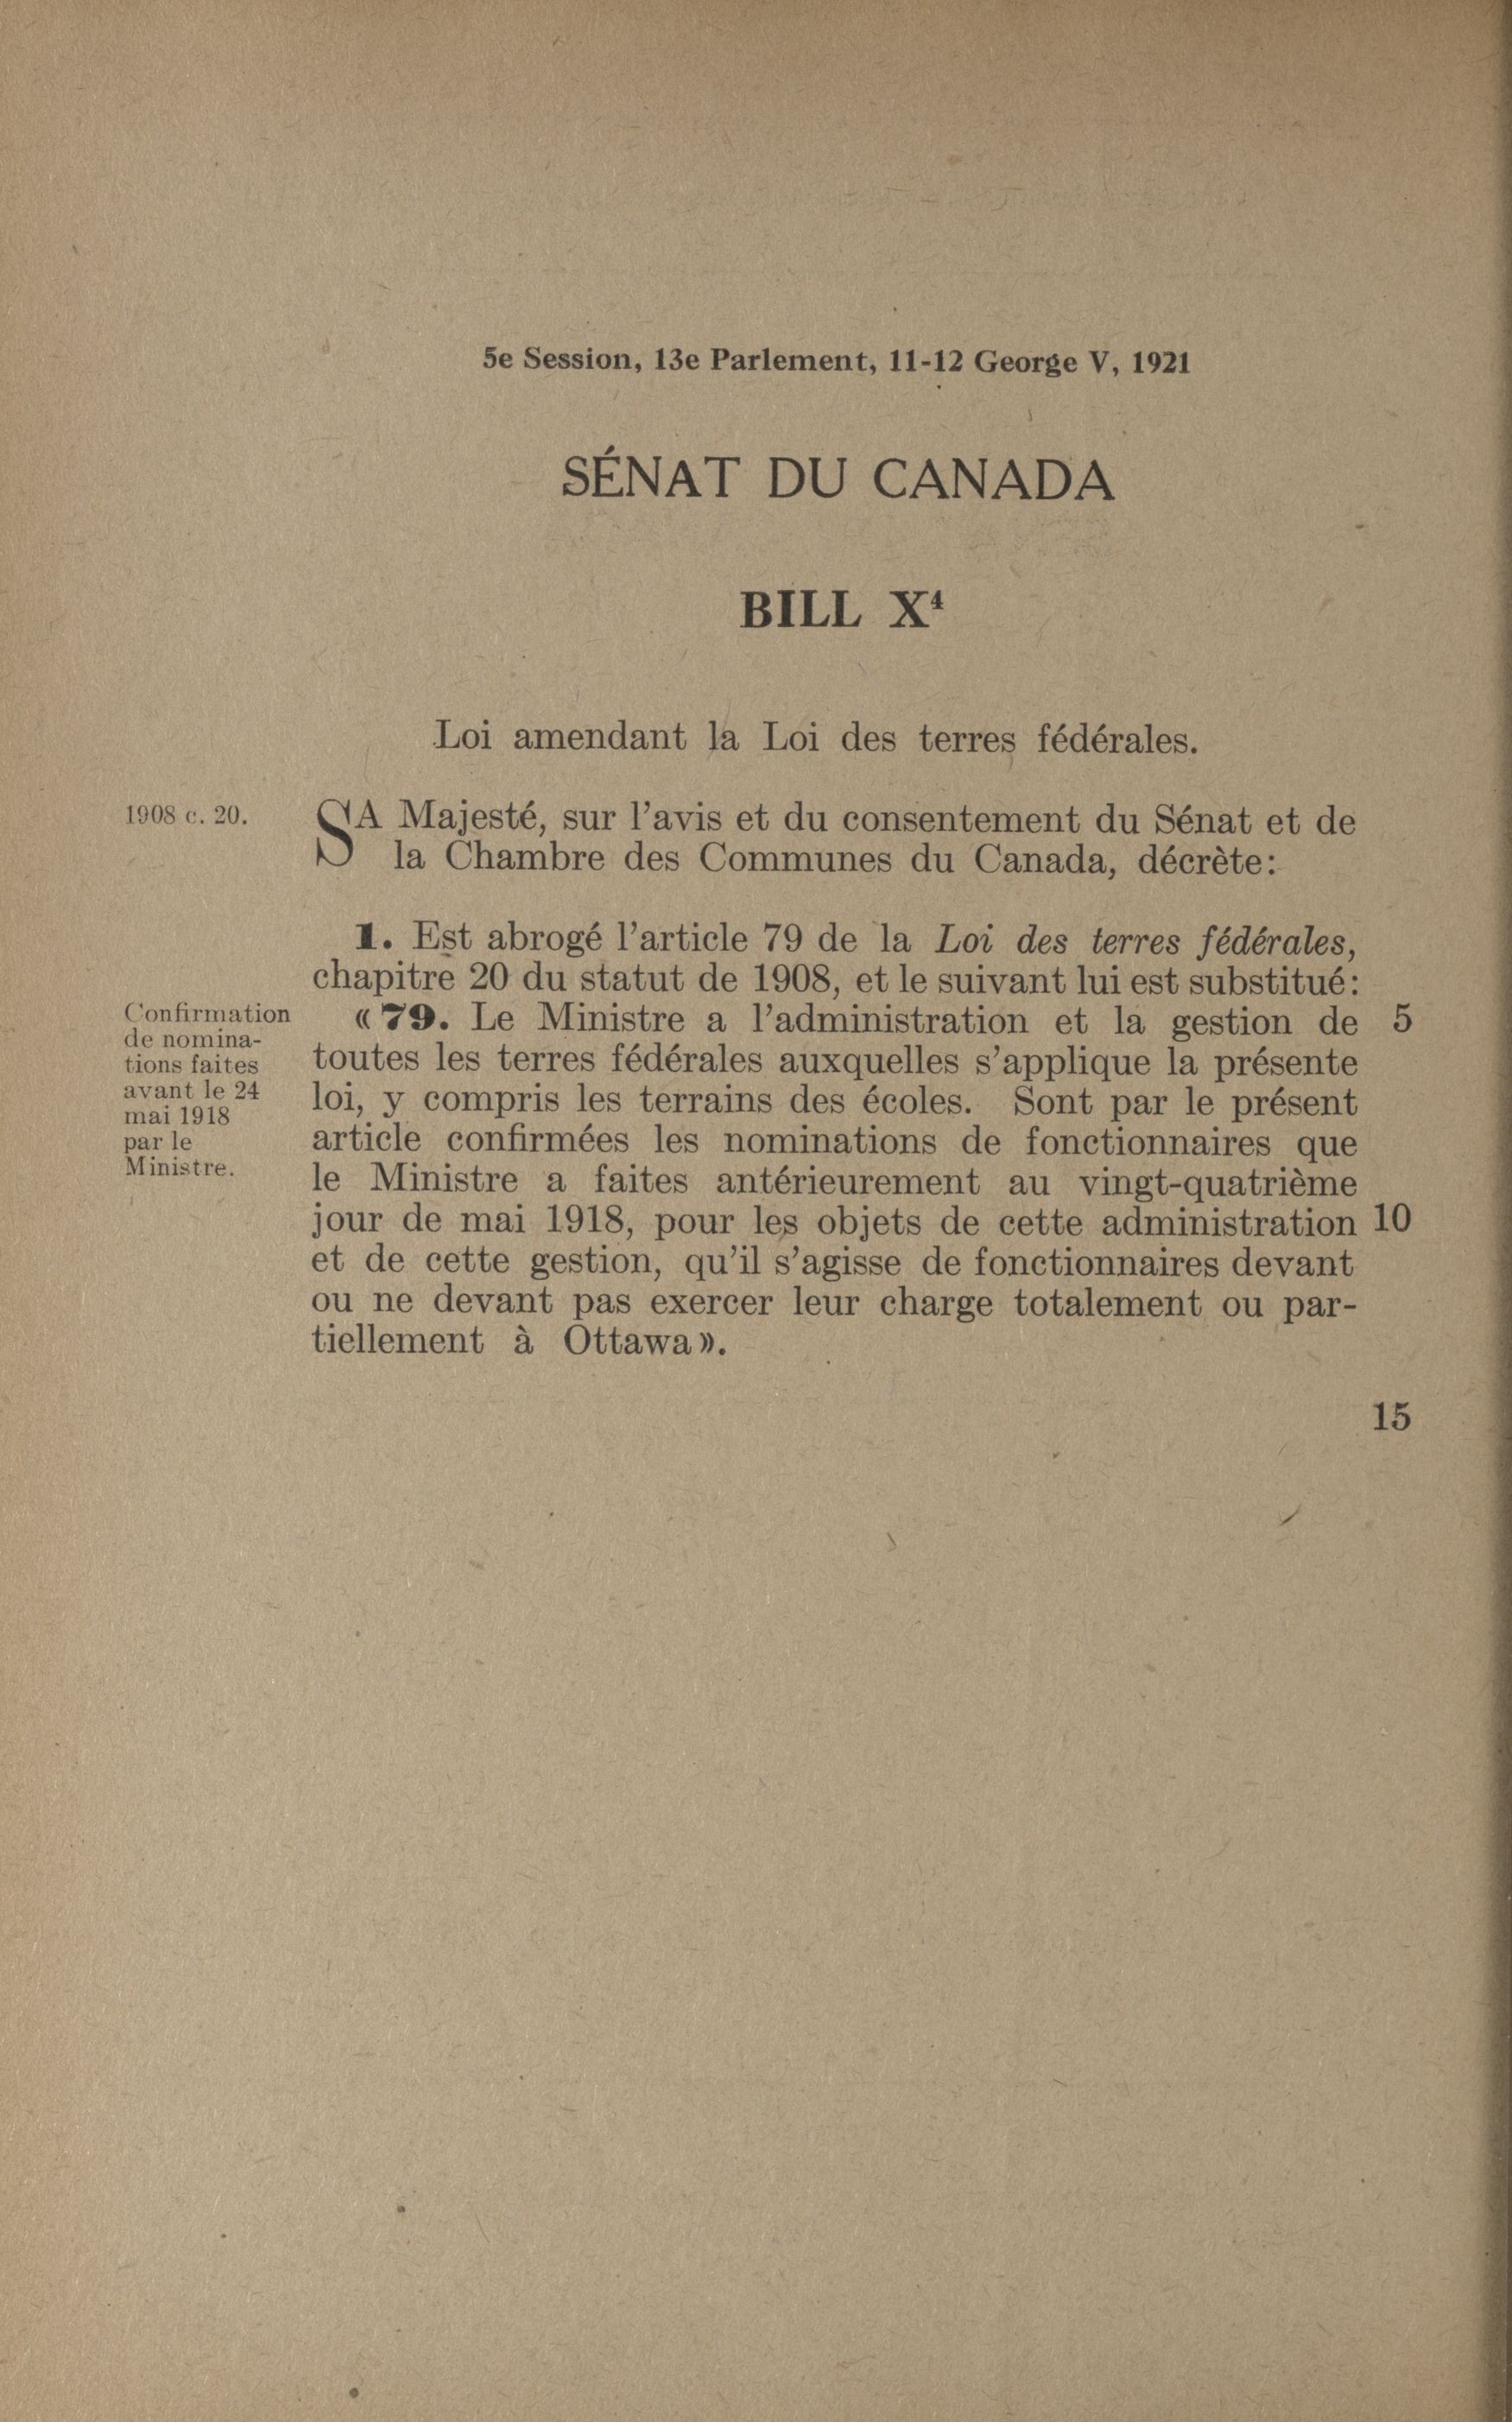 5e Session, 13e Parlement, 11-12 George V, 1921
SÉNAT DU CANADA
BILL X⁴
Loi amendant la Loi des terres fédérales.
1908 c. 20.
SA Majesté, sur l'avis et du consentement du Sénat et de
la Chambre des Communes du Canada, décrète:
1. Est abrogé l'article 79 de la Loi des terres fédérales,
chapitre 20 du statut de 1908, et le suivant lui est substitué:
Confirmation
de nomina-
tions faites
avant le 24
mai 1918
par le
Ministre.
«79. Le Ministre a l'administration et la gestion de 5
toutes les terres fédérales auxquelles s'applique la présente
loi, y compris les terrains des écoles. Sont par le présent
article confirmées les nominations de fonctionnaires que
le Ministre a faites antérieurement au vingt-quatrième
jour de mai 1918, pour les objets de cette administration 10
et de cette gestion, qu'il s'agisse de fonctionnaires devant
ou ne devant pas exercer leur charge totalement ou par-
tiellement à Ottawa».
15